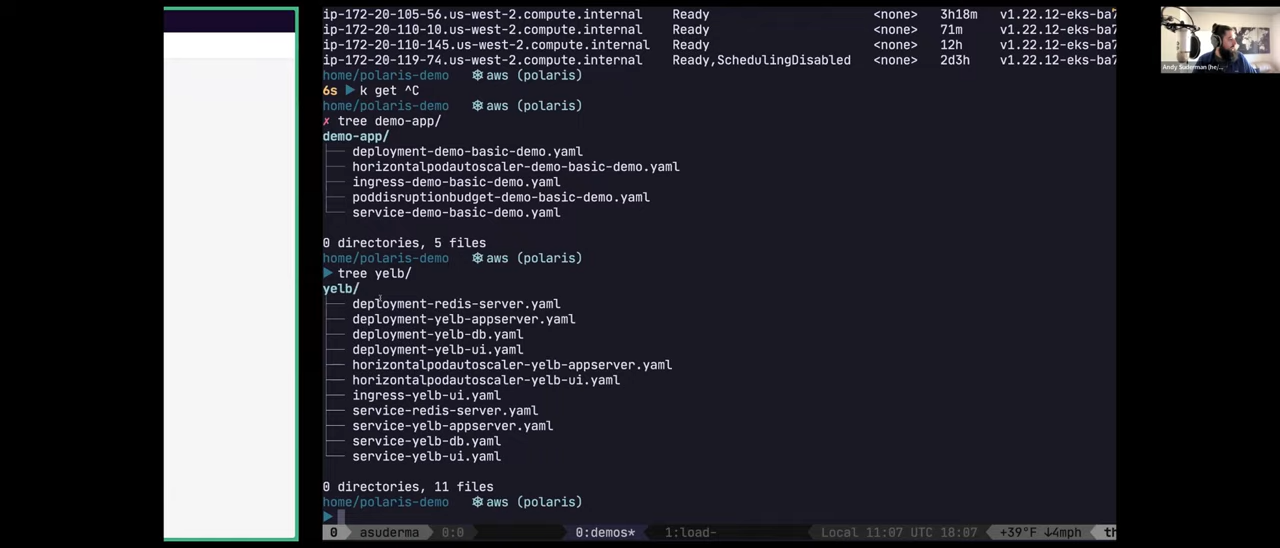 ip-172-20-105-56.us-west-2.compute.internal Ready <none> 3h18m v1.22.12-eks-ba7
ip-172-20-110-10.us-west-2.compute.internal Ready <none> 71m v1.22.12-eks-ba7
ip-172-20-110-145.us-west-2.compute.internal Ready <none> 12h v1.22.12-eks-ba7
ip-172-20-119-74.us-west-2.compute.internal Ready,SchedulingDisabled <none> 2d3h v1.22.12-eks-ba7
home/polaris-demo ❄aws (polaris)
6s ▶ k get ^C
home/polaris-demo ❄aws (polaris)
✗ tree demo-app/
demo-app/
├── deployment-demo-basic-demo.yaml
├── horizontalpodautoscaler-demo-basic-demo.yaml
├── ingress-demo-basic-demo.yaml
├── poddisruptionbudget-demo-basic-demo.yaml
└── service-demo-basic-demo.yaml
0 directories, 5 files
home/polaris-demo ❄aws (polaris)
▶ tree yelb/
yelb/
├── deployment-redis-server.yaml
├── deployment-yelb-appserver.yaml
├── deployment-yelb-db.yaml
├── deployment-yelb-ui.yaml
├── horizontalpodautoscaler-yelb-appserver.yaml
├── horizontalpodautoscaler-yelb-ui.yaml
├── ingress-yelb-ui.yaml
├── service-redis-server.yaml
├── service-yelb-appserver.yaml
├── service-yelb-db.yaml
└── service-yelb-ui.yaml
0 directories, 11 files
home/polaris-demo ❄aws (polaris)
▶
0 asuderma 0:0 0:demos* 1:load- Local 11:07 UTC 18:07 +39°F ↓4mph th
Andy Suderman [he/...